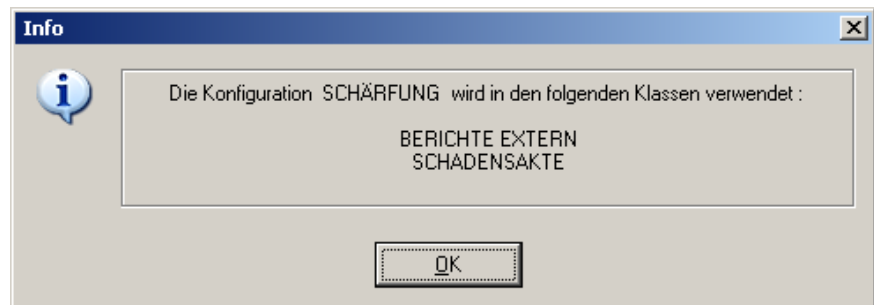 Info
Die Konfiguration SCHÄRFUNG wird in den folgenden Klassen verwendet :
BERICHTE EXTERN
SCHADENSAKTE
OK